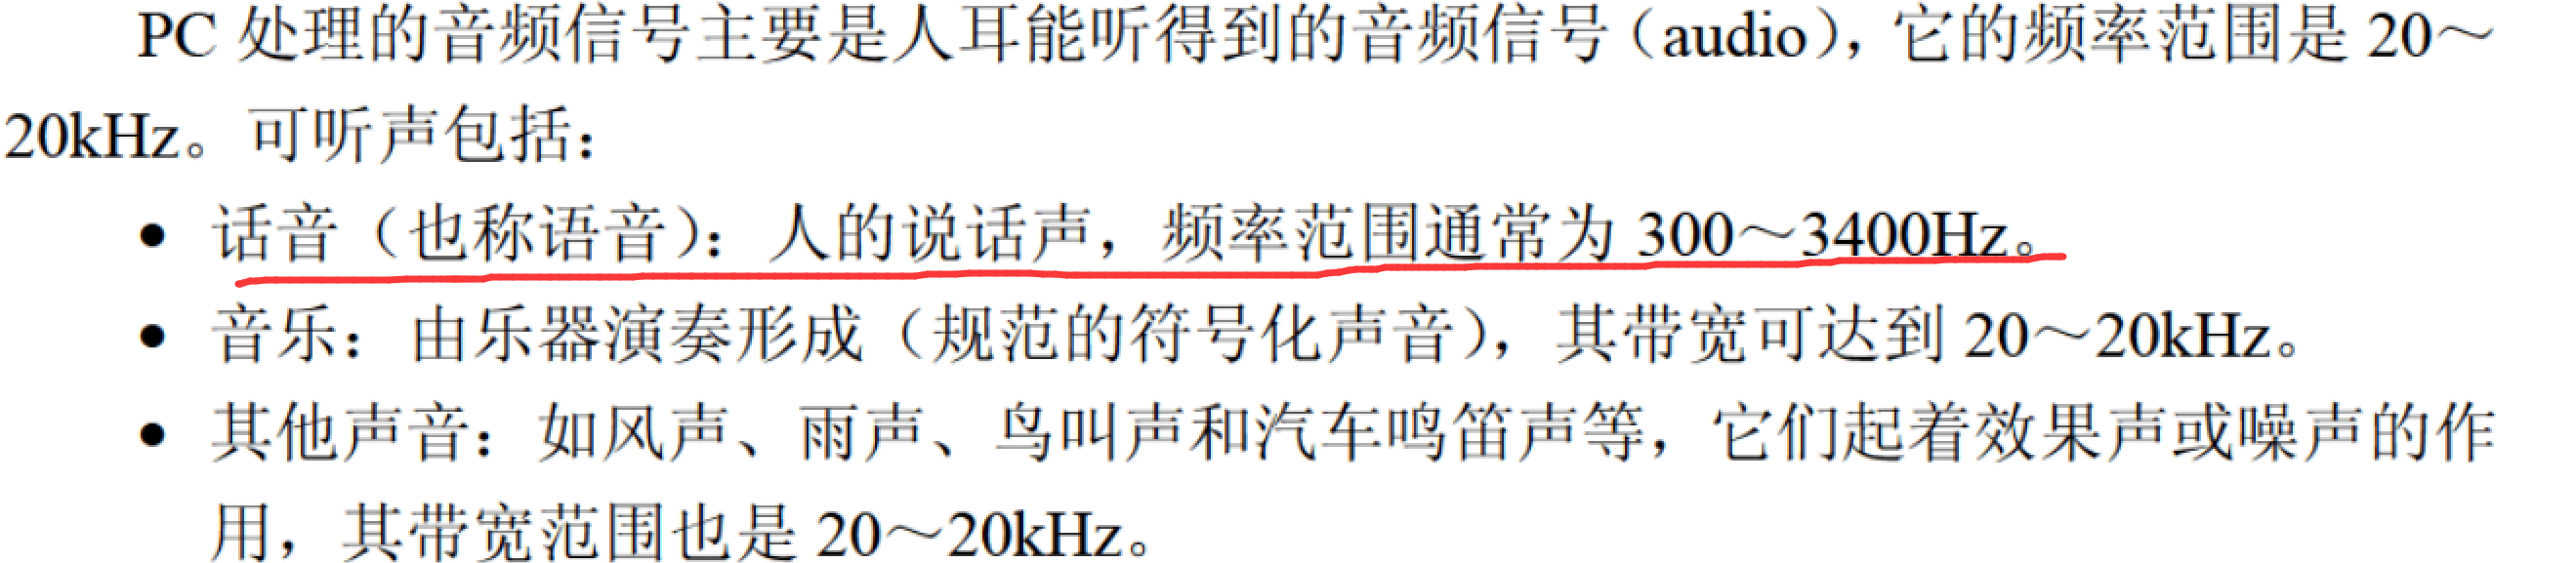 PC 处理的音频信号主要是人耳能听得到的音频信号（audio），它的频率范围是 20～
20kHz。可听声包括：
● 话音（也称语音）：人的说话声，频率范围通常为 300～3400Hz。
● 音乐：由乐器演奏形成（规范的符号化声音），其带宽可达到 20～20kHz。
● 其他声音：如风声、雨声、鸟叫声和汽车鸣笛声等，它们起着效果声或噪声的作
用，其带宽范围也是 20～20kHz。